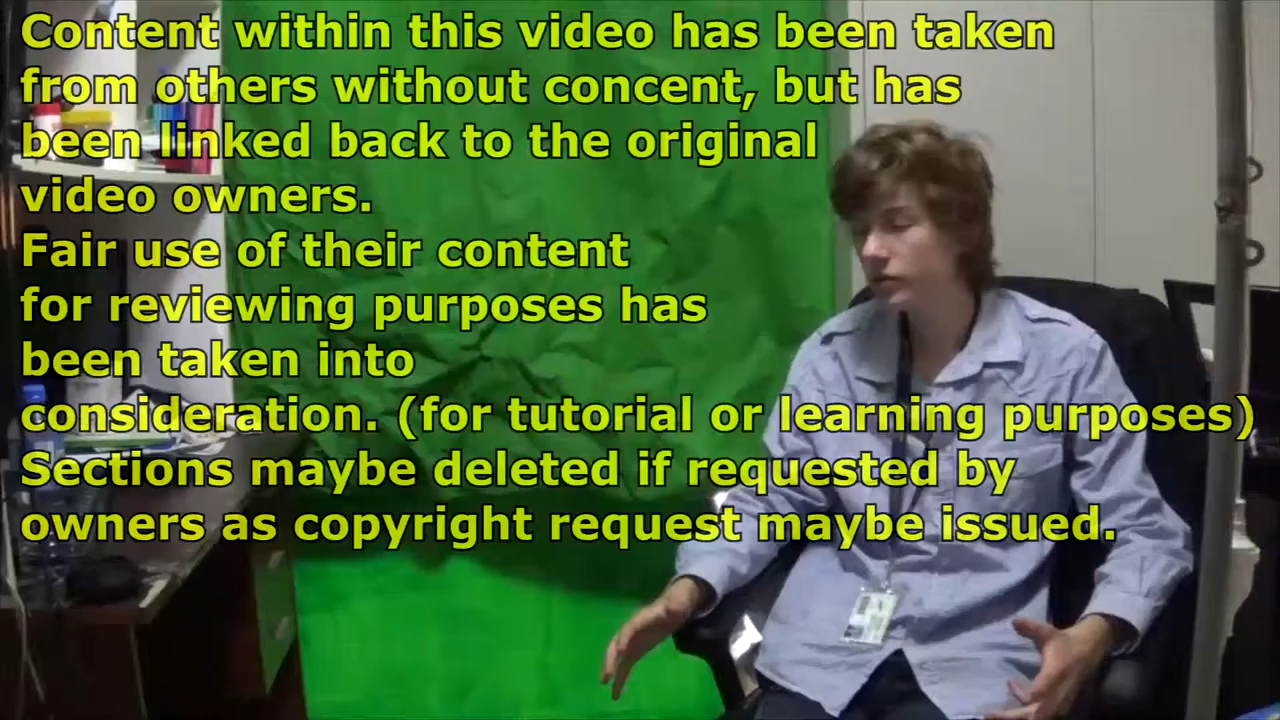 Content within this video has been taken
from others without concent, but has
been linked back to the original
video owners.
Fair use of their content
for reviewing purposes has
been taken into
consideration. (for tutorial or learning purposes)
Sections maybe deleted if requested by
owners as copyright request maybe issued.